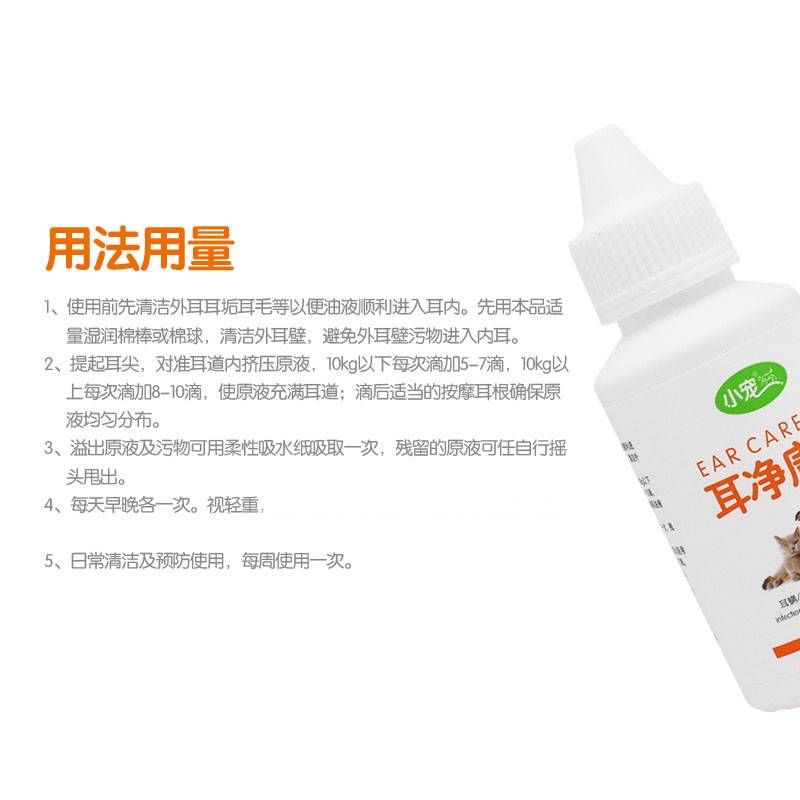 用法用量
1、使用前先清洁外耳耳垢耳毛等以便油液顺利进入耳内。先用本品适
量湿润棉棒或棉球，清洁外耳壁，避免外耳壁污物进入内耳。
2、提起耳尖，对准耳道内挤压原液，10kg以下每次滴加5-7滴，10kg以
上每次滴加8-10滴，使原液充满耳道；滴后适当的按摩耳根确保原
液均匀分布。
3、溢出原液及污物可用柔性吸水纸吸取一次，残留的原液可任自行摇
头甩出。
4、每天早晚各一次。视轻重，
5、日常清洁及预防使用，每周使用一次。
小宠
EAR CARE
耳净康
耳螨
infection